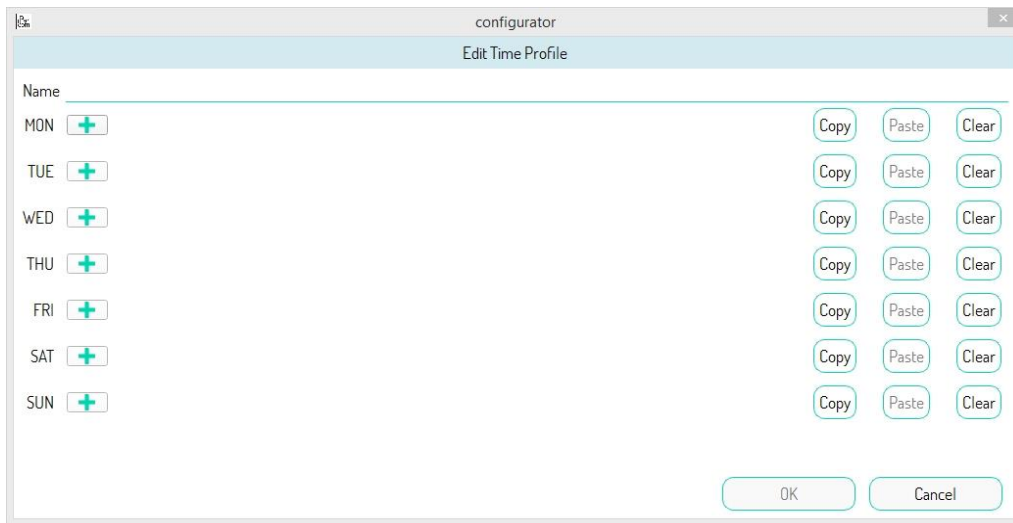 configurator
Edit Time Profile
Name
MON Copy Paste Clear
TUE Copy Paste Clear
WED Copy Paste Clear
THU Copy Paste Clear
FRI Copy Paste Clear
SAT Copy Paste Clear
SUN Copy Paste Clear
OK Cancel